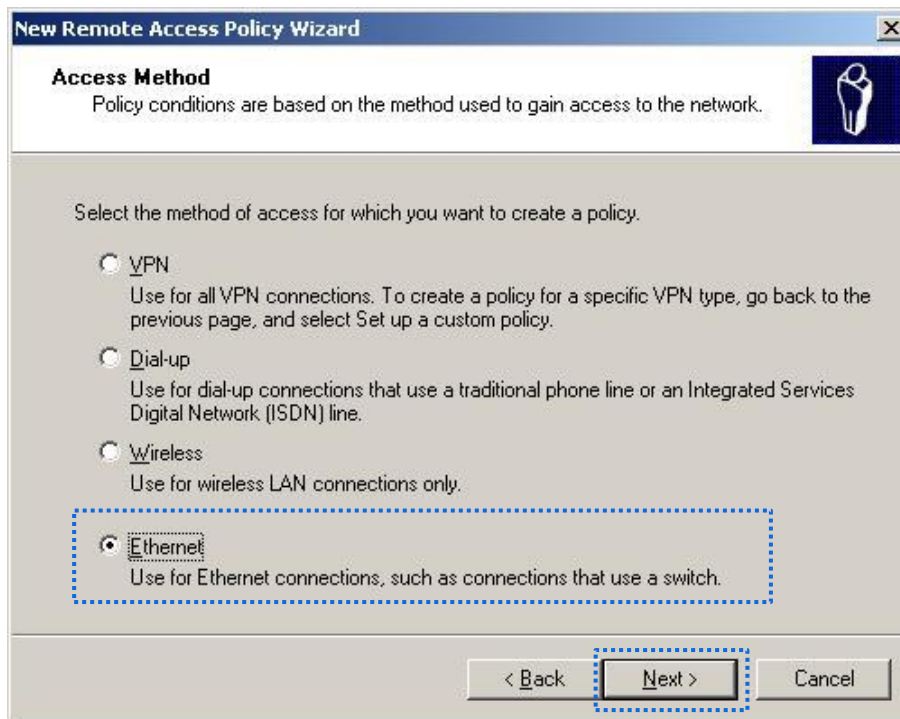 New Remote Access Policy Wizard
Access Method
Policy conditions are based on the method used to gain access to the network.
Select the method of access for which you want to create a policy.
VPN
Use for all VPN connections. To create a policy for a specific VPN type, go back to the
previous page, and select Set up a custom policy.
Dial-up
Use for dial-up connections that use a traditional phone line or an Integrated Services
Digital Network (ISDN) line.
Wireless
Use for wireless LAN connections only.
Ethernet
Use for Ethernet connections, such as connections that use a switch.
< Back Next > Cancel